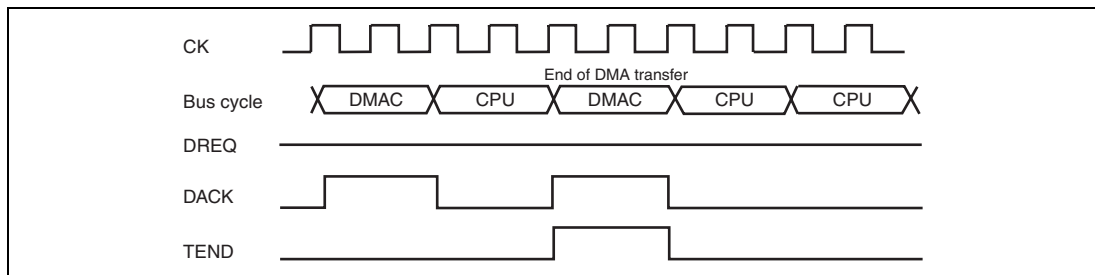 CK
End of DMA transfer
Bus cycle DMAC CPU DMAC CPU CPU
DREQ
DACK
TEND